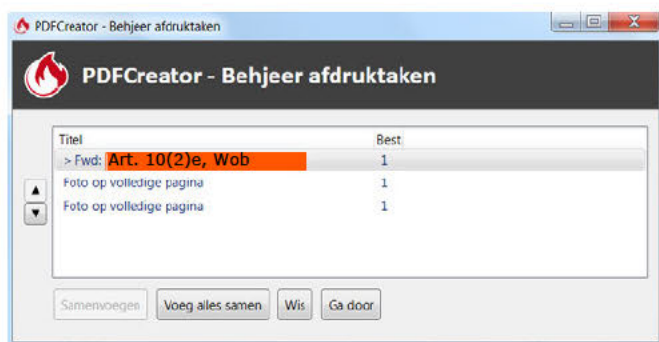 PDFCreator - Behjeer afdruktaken
PDFCreator - Behjeer afdruktaken
Titel Best
> Fwd: Art. 10(2)e, Wob 1
Foto op volledige pagina 1
Foto op volledige pagina 1
Samenvoegen Voeg alles samen Wis Ga door